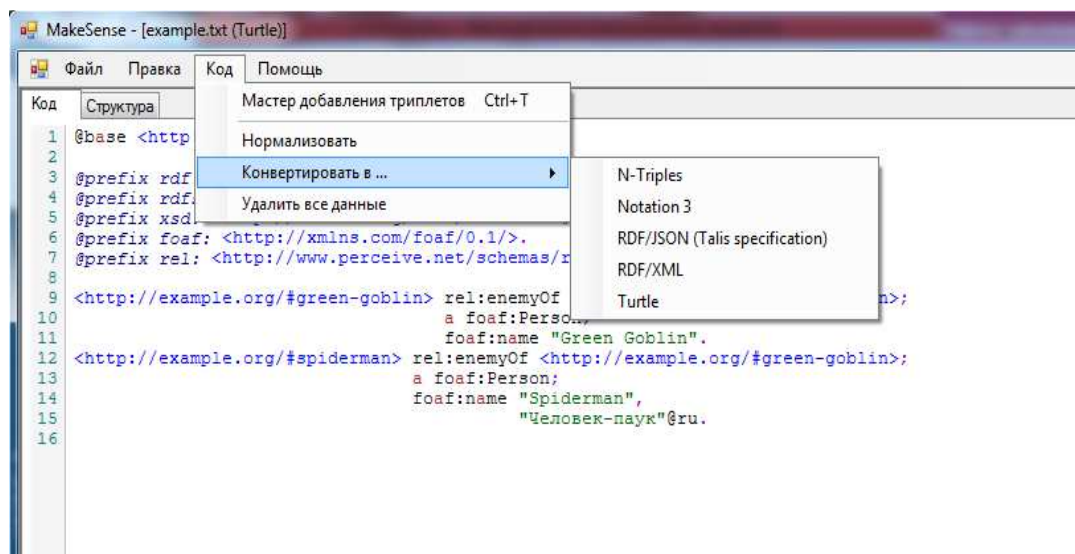 MakeSense - [example.txt (Turtle)]
Файл Правка Код Помощь
Код Структура
Мастер добавления триплетов Ctrl+T
Нормализовать
Конвертировать в ...
Удалить все данные
N-Triples
Notation 3
RDF/JSON (Talis specification)
RDF/XML
Turtle
1 @base <http
2
3 @prefix rdf
4 @prefix rdf
5 @prefix xsd
6 @prefix foaf: <http://xmlns.com/foaf/0.1/>.
7 @prefix rel: <http://www.perceive.net/schemas/r
8
9 <http://example.org/#green-goblin> rel:enemyOf n>;
10 a foaf:Person;
11 foaf:name "Green Goblin".
12 <http://example.org/#spiderman> rel:enemyOf <http://example.org/#green-goblin>;
13 a foaf:Person;
14 foaf:name "Spiderman",
15 "Человек-паук"@ru.
16